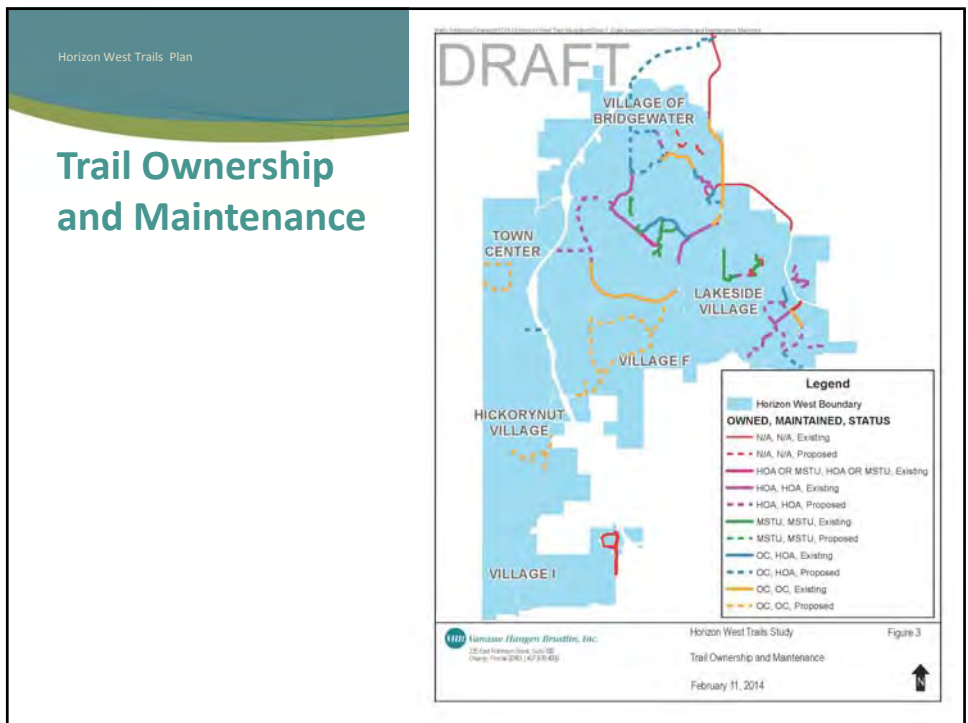 Horizon West Trails Plan
Trail Ownership
and Maintenance
DRAFT
VILLAGE OF
BRIDGEWATER
TOWN
CENTER
LAKESIDE
VILLAGE
VILLAGE F
HICKORYNUT
VILLAGE
VILLAGE I
Legend
Horizon West Boundary
OWNED, MAINTAINED, STATUS
N/A, N/A, Existing
N/A, N/A, Proposed
HOA OR MSTU, HOA OR MSTU, Existing
HOA, HOA, Existing
HOA, HOA, Proposed
MSTU, MSTU, Existing
MSTU, MSTU, Proposed
OC, HOA, Existing
OC, HOA, Proposed
OC, OC, Existing
OC, OC, Proposed
Vanasse Hangen Brustlin, Inc.
Horizon West Trails Study
Figure 3
Trail Ownership and Maintenance
February 11, 2014
N